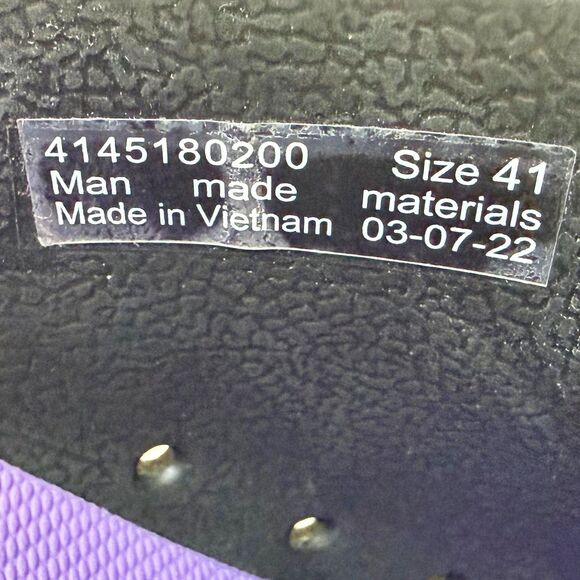 4145180200 Size 41
Man made materials
Made in Vietnam 03-07-22